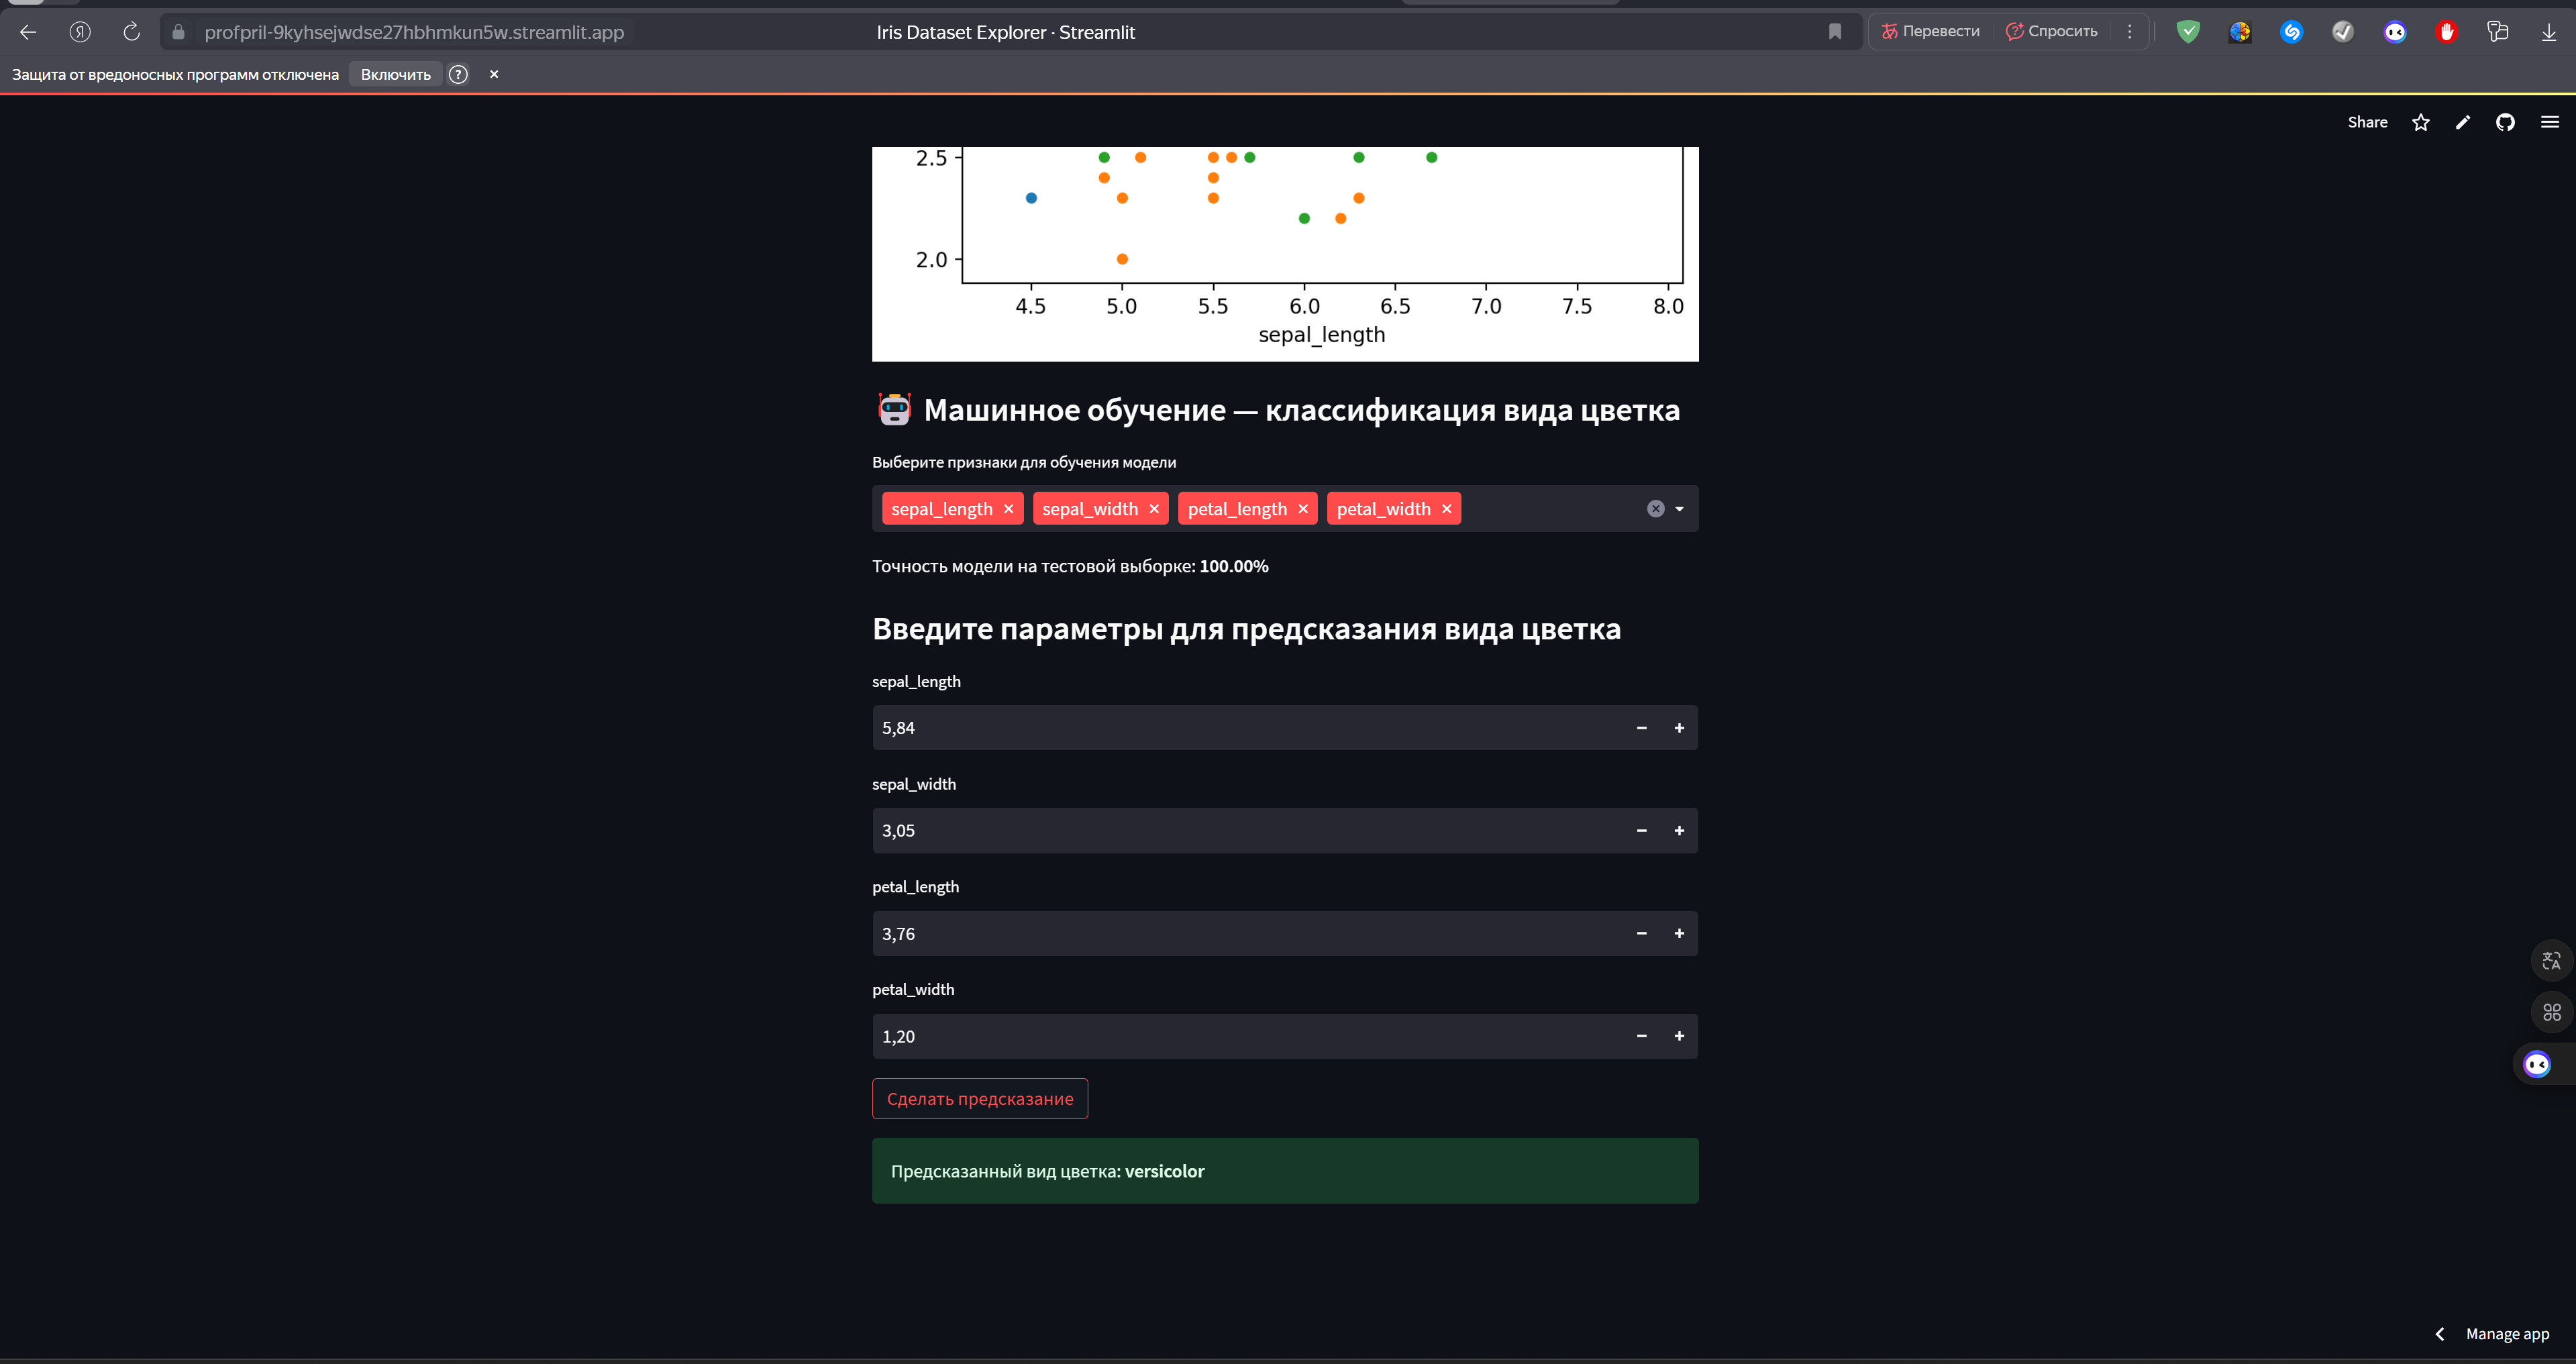 profpril-9kyhsejwdse27hbhmkun5w.streamlit.app
Iris Dataset Explorer · Streamlit
Перевести
Спросить
Защита от вредоносных программ отключена
Включить
Share
2.5
2.0
4.5 5.0 5.5 6.0 6.5 7.0 7.5 8.0
sepal_length
Машинное обучение — классификация вида цветка
Выберите признаки для обучения модели
sepal_length sepal_width petal_length petal_width
Точность модели на тестовой выборке: 100.00%
Введите параметры для предсказания вида цветка
sepal_length
5,84
sepal_width
3,05
petal_length
3,76
petal_width
1,20
Сделать предсказание
Предсказанный вид цветка: versicolor
Manage app